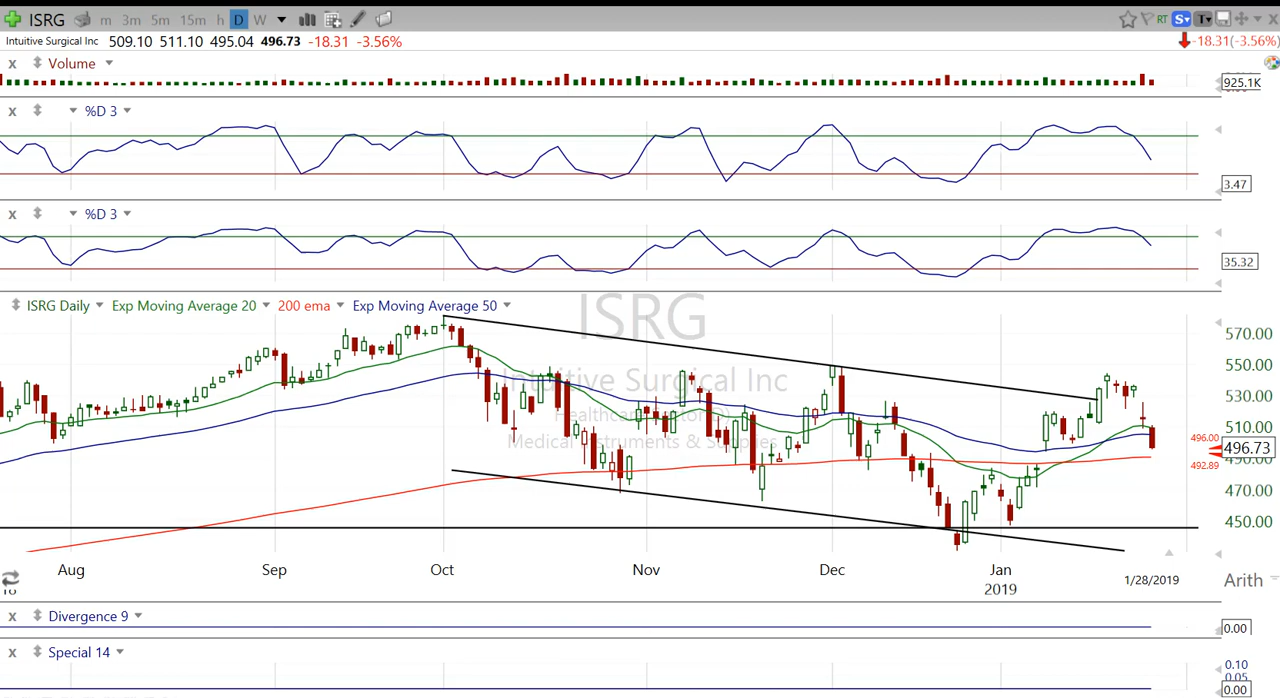 ISRG m 3m 5m 15m h D W RT S T
Intuitive Surgical Inc 509.10 511.10 495.04 496.73 -18.31 -3.56% -18.31(-3.56%)
x Volume
925.1K
x %D 3
3.47
x %D 3
35.32
ISRG Daily Exp Moving Average 20 200 ema Exp Moving Average 50
ISRG
Intuitive Surgical Inc
Medical Instruments & Supplies
570.00
550.00
530.00
510.00
496.00
496.73
490.00
492.89
470.00
450.00
Aug Sep Oct Nov Dec Jan
2019 1/28/2019 Arith
x Divergence 9
0.00
x Special 14
0.10
0.05
0.00